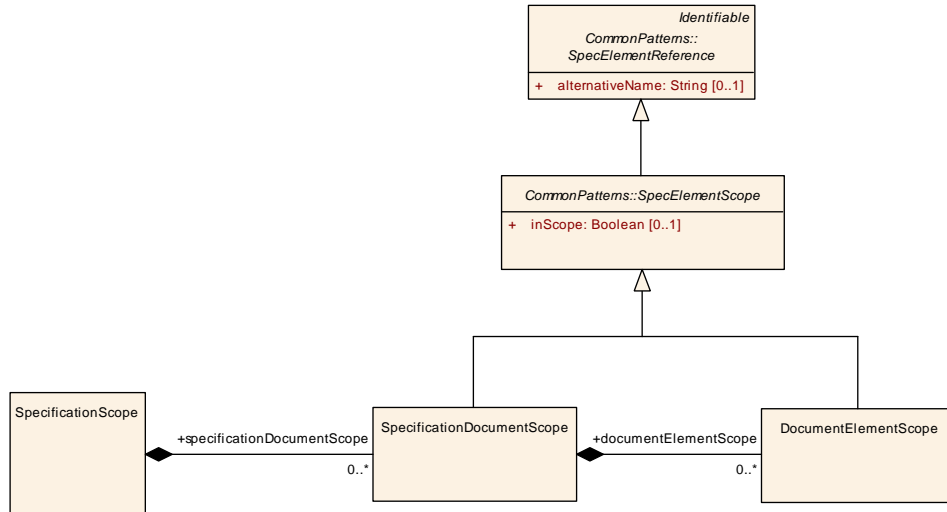 Identifiable
CommonPatterns::
SpecElementReference
+ alternativeName: String [0..1]
CommonPatterns::SpecElementScope
+ inScope: Boolean [0..1]
SpecificationScope
+specificationDocumentScope
0..*
SpecificationDocumentScope
+documentElementScope
0..*
DocumentElementScope